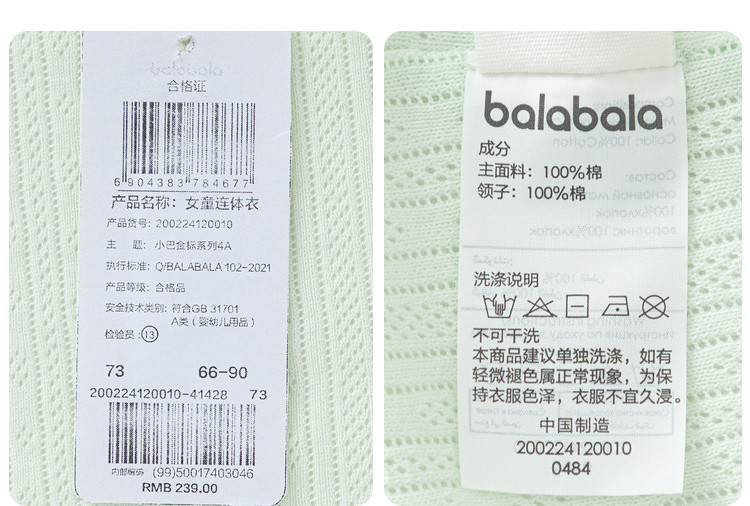 合格证
6 904383 784677
产品名称: 女童连体衣
产品货号: 200224120010
主 题: 小巴金标系列4A
执行标准: Q/BALABALA 102-2021
产品等级: 合格品
安全技术类别: 符合GB 31701
A类(婴幼儿用品)
检验员: 13
73 66-90
200224120010-41428 73
内部编码 (99)50017403046
RMB 239.00
balabala
成分
主面料: 100%棉
领子: 100%棉
洗涤说明
不可干洗
本商品建议单独洗涤, 如有
轻微褪色属正常现象, 为保
持衣服色泽, 衣服不宜久浸。
中国制造
200224120010
0484